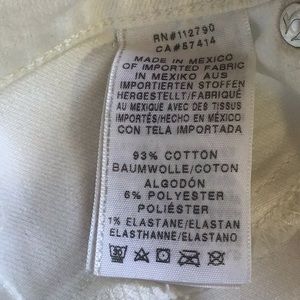 RN#112790
CA#57414
MADE IN MEXICO
OF IMPORTED FABRIC
IN MEXIKO AUS
IMPORTIERTEN STOFFEN
HERGESTELLT/FABRIQUÉ
AU MEXIQUE AVEC DES TISSUS
IMPORTÉS/HECHO EN MÉXICO
CON TELA IMPORTADA
93% COTTON
BAUMWOLLE/COTON
ALGODÓN
6% POLYESTER
POLIÉSTER
1% ELASTANE/ELASTAN
ELASTHANNE/ELASTAN